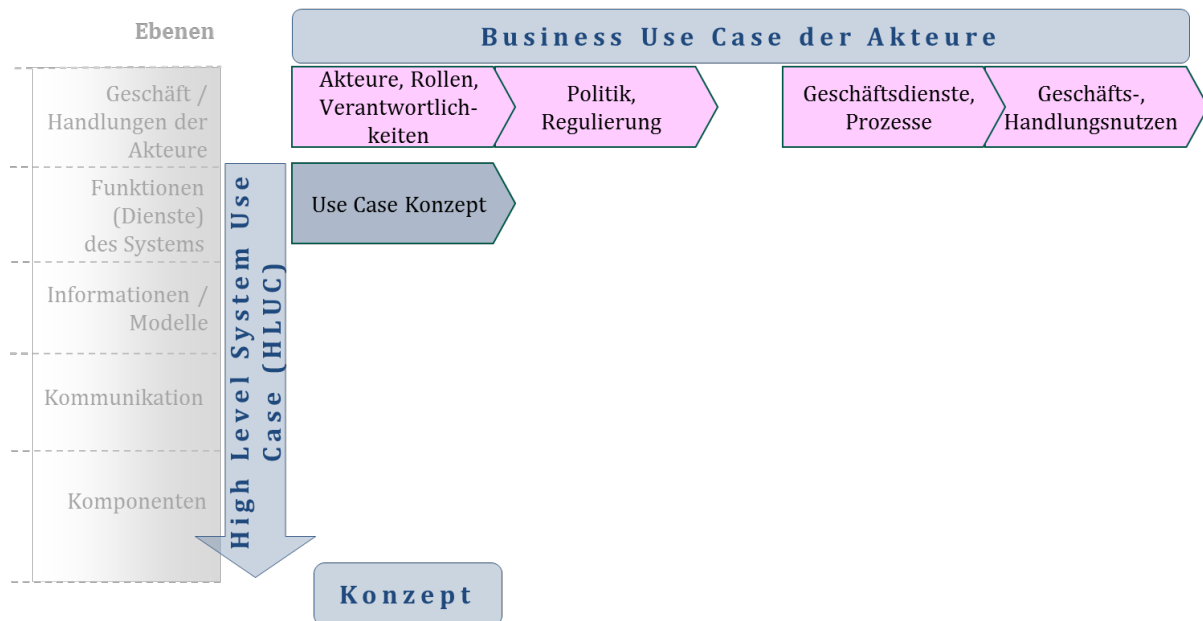 Ebenen
Business Use Case der Akteure
Geschäft /
Handlungen der
Akteure
Akteure, Rollen,
Verantwortlich-
keiten
Politik,
Regulierung
Geschäftsdienste,
Prozesse
Geschäfts-,
Handlungsnutzen
Funktionen
(Dienste)
des Systems
Use Case Konzept
High Level System Use
Case (HLUC)
Informationen /
Modelle
Kommunikation
Komponenten
Konzept